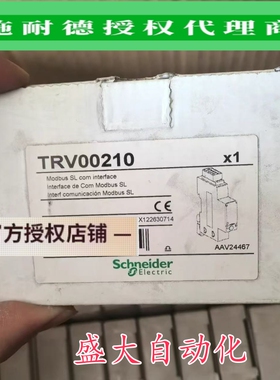 施耐德授权代理商
TRV00210 x1
Modbus SL com interface
Interface de Com Modbus SL
Interf comunicación Modbus SL
X122630714
官方授权店铺
CE
Schneider
Electric
AAV24467
盛大自动化